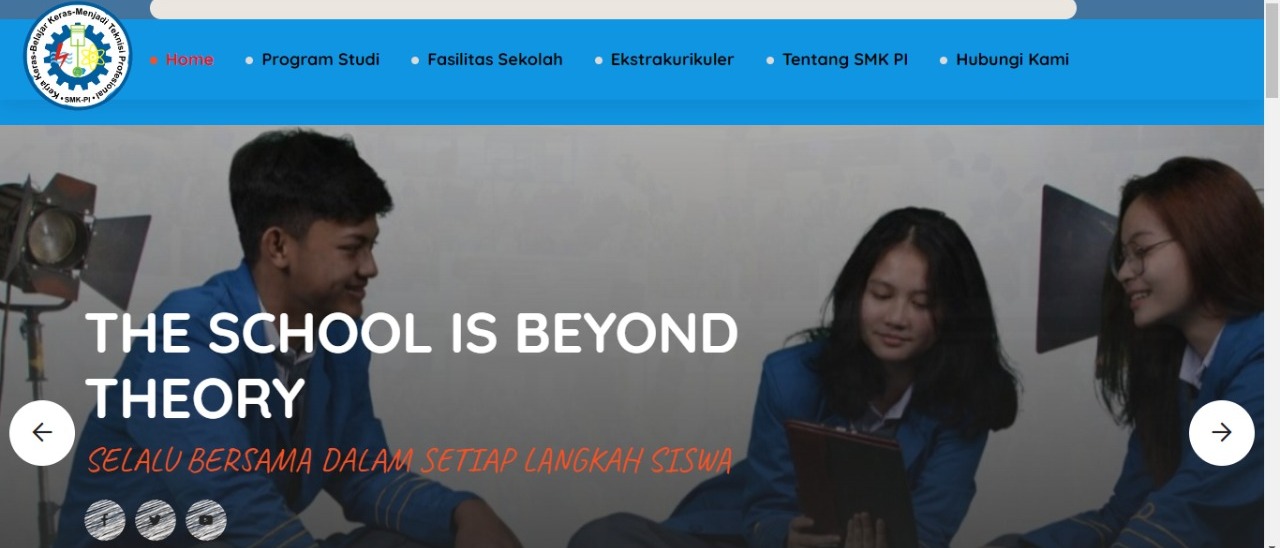 Kerja Keras-Belajar Keras-Menjadi Teknisi Profesional
• SMK-PI •
Home
Program Studi
Fasilitas Sekolah
Ekstrakurikuler
Tentang SMK PI
Hubungi Kami
THE SCHOOL IS BEYOND
THEORY
SELALU BERSAMA DALAM SETIAP LANGKAH SISWA